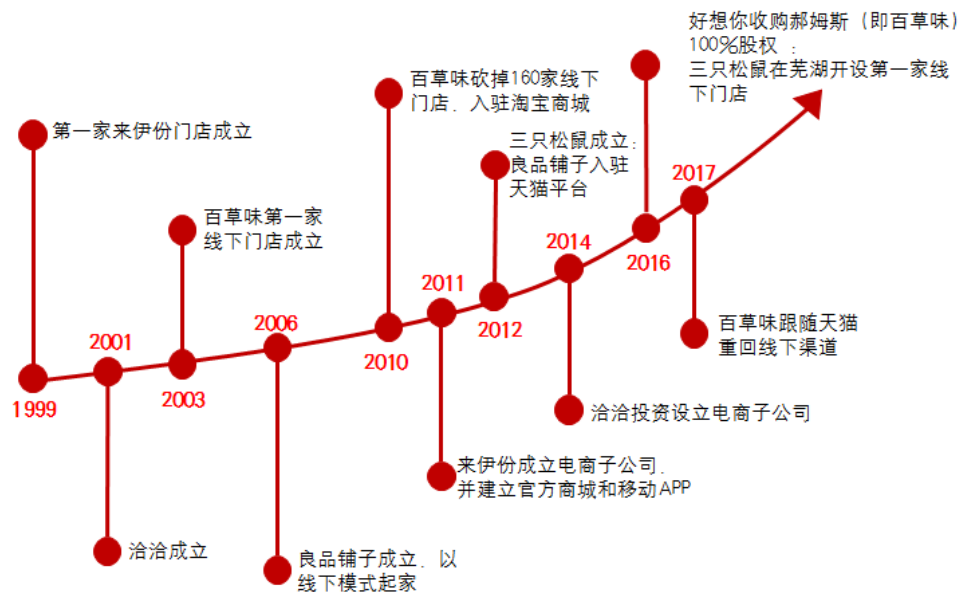 好想你收购郝姆斯（即百草味）
100%股权；
三只松鼠在芜湖开设第一家线
下门店
百草味砍掉160家线下
门店，入驻淘宝商城
第一家来伊份门店成立
三只松鼠成立；
良品铺子入驻
天猫平台
百草味第一家
线下门店成立
2017
2014
2016
2011
2012
2006
2010
2001
2003
1999
百草味跟随天猫
重回线下渠道
洽洽投资设立电商子公司
来伊份成立电商子公司，
并建立官方商城和移动APP
洽洽成立
良品铺子成立，以
线下模式起家